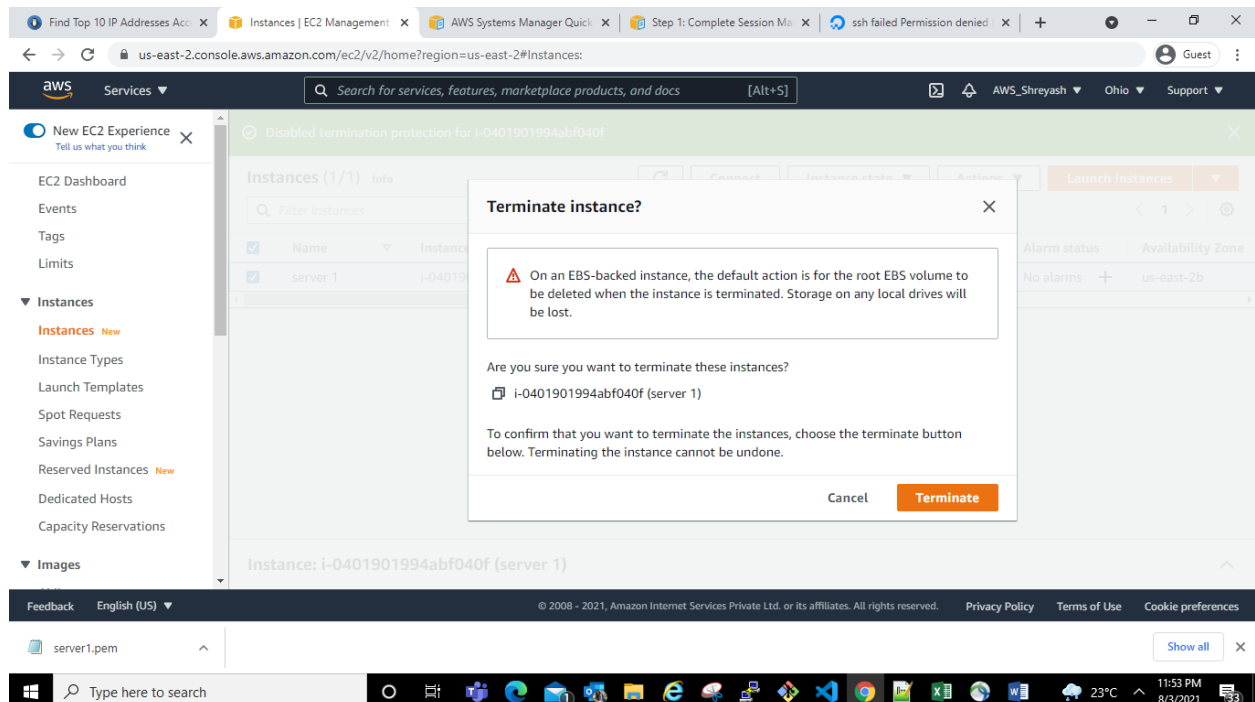 Find Top 10 IP Addresses Acc
Instances | EC2 Management
AWS Systems Manager Quick
Step 1: Complete Session Ma
ssh failed Permission denied
us-east-2.console.aws.amazon.com/ec2/v2/home?region=us-east-2#Instances:
Guest
aws
Services
Search for services, features, marketplace products, and docs
[Alt+S]
AWS_Shreyash
Ohio
Support
New EC2 Experience
Tell us what you think
EC2 Dashboard
Events
Tags
Limits
Instances
Instances New
Instance Types
Launch Templates
Spot Requests
Savings Plans
Reserved Instances New
Dedicated Hosts
Capacity Reservations
Images
Disabled termination protection for i-0401901994abf040f
Instances (1/1) Info
Connect
Instance state
Actions
Launch instances
Filter instances
1
Name
Instance
Alarm status
Availability Zone
server 1
i-04019
No alarms
us-east-2b
Terminate instance?
On an EBS-backed instance, the default action is for the root EBS volume to
be deleted when the instance is terminated. Storage on any local drives will
be lost.
Are you sure you want to terminate these instances?
i-0401901994abf040f (server 1)
To confirm that you want to terminate the instances, choose the terminate button
below. Terminating the instance cannot be undone.
Cancel
Terminate
Instance: i-0401901994abf040f (server 1)
Feedback
English (US)
© 2008 - 2021, Amazon Internet Services Private Ltd. or its affiliates. All rights reserved.
Privacy Policy
Terms of Use
Cookie preferences
server1.pem
Show all
Type here to search
23°C
11:53 PM
8/3/2021
33